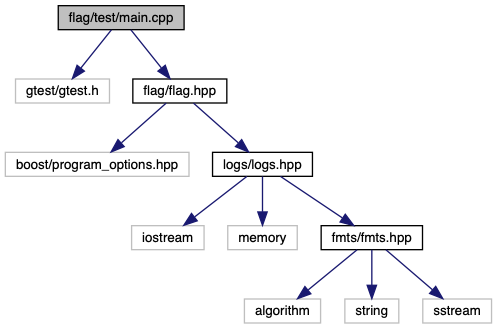 flag/test/main.cpp
gtest/gtest.h
flag/flag.hpp
boost/program_options.hpp
logs/logs.hpp
iostream
memory
fmts/fmts.hpp
algorithm
string
sstream